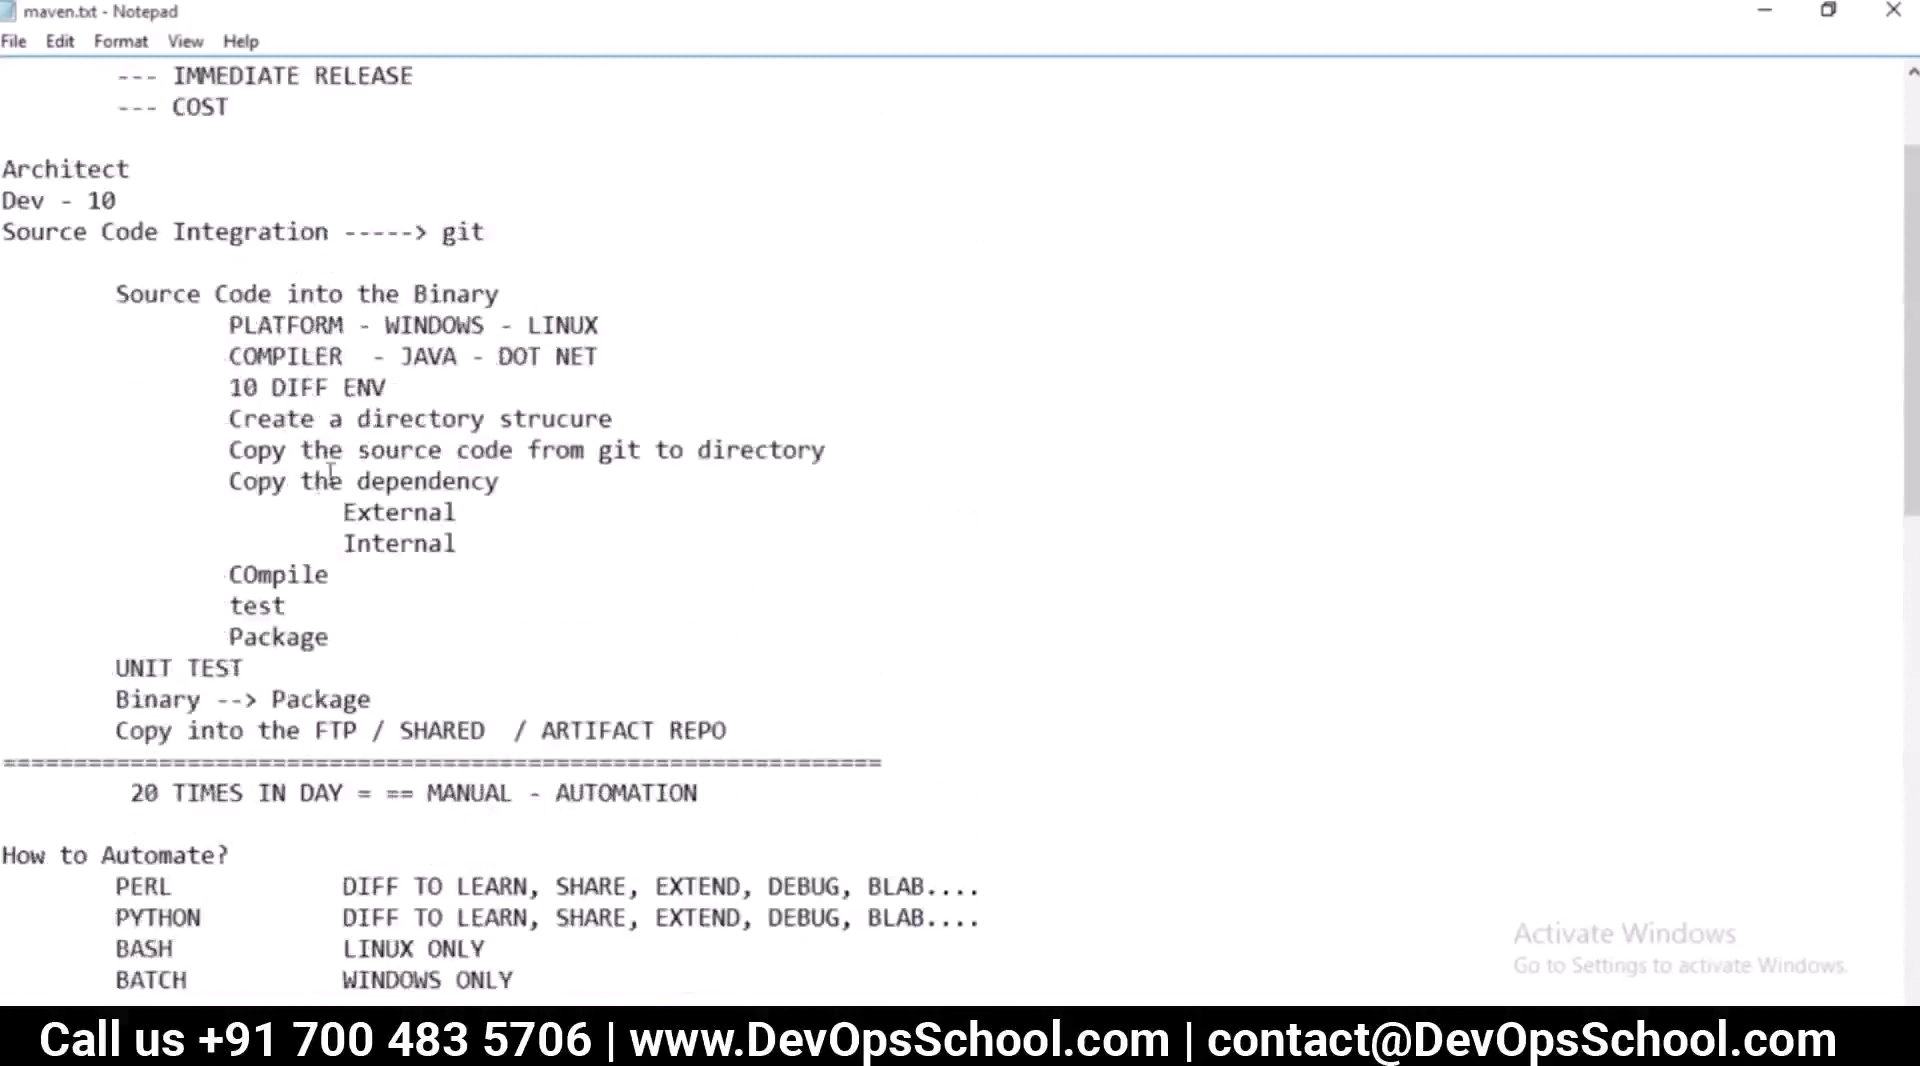 maven.txt - Notepad
File Edit Format View Help
--- IMMEDIATE RELEASE
--- COST
Architect
Dev - 10
Source Code Integration -----> git
Source Code into the Binary
PLATFORM - WINDOWS - LINUX
COMPILER - JAVA - DOT NET
10 DIFF ENV
Create a directory strucure
Copy the source code from git to directory
Copy the dependency
External
Internal
COmpile
test
Package
UNIT TEST
Binary --> Package
Copy into the FTP / SHARED / ARTIFACT REPO
==============================================================
20 TIMES IN DAY = == MANUAL - AUTOMATION
How to Automate?
PERL DIFF TO LEARN, SHARE, EXTEND, DEBUG, BLAB....
PYTHON DIFF TO LEARN, SHARE, EXTEND, DEBUG, BLAB....
BASH LINUX ONLY
BATCH WINDOWS ONLY
Activate Windows
Go to Settings to activate Windows.
Call us +91 700 483 5706 | www.DevOpsSchool.com | contact@DevOpsSchool.com